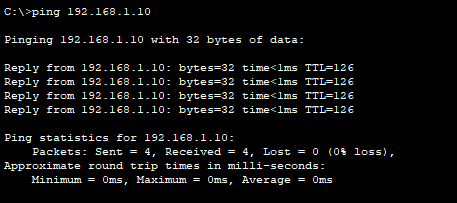 C:\>ping 192.168.1.10
Pinging 192.168.1.10 with 32 bytes of data:
Reply from 192.168.1.10: bytes=32 time<1ms TTL=126
Reply from 192.168.1.10: bytes=32 time<1ms TTL=126
Reply from 192.168.1.10: bytes=32 time<1ms TTL=126
Reply from 192.168.1.10: bytes=32 time<1ms TTL=126
Ping statistics for 192.168.1.10:
Packets: Sent = 4, Received = 4, Lost = 0 (0% loss),
Approximate round trip times in milli-seconds:
Minimum = 0ms, Maximum = 0ms, Average = 0ms